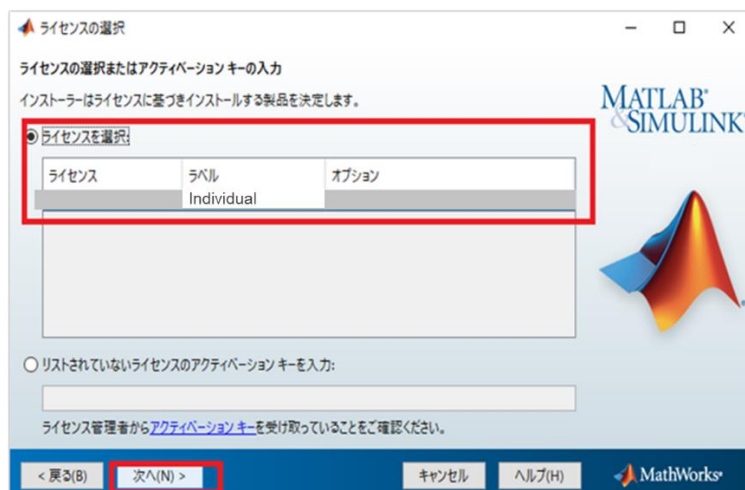 ライセンスの選択
ライセンスの選択またはアクティベーション キーの入力
インストーラーはライセンスに基づきインストールする製品を決定します。
MATLAB®
&SIMULINK®
ライセンスを選択:
ライセンス ラベル オプション
Individual
リストされていないライセンスのアクティベーション キーを入力:
ライセンス管理者からアクティベーション キーを受け取っていることをご確認ください。
< 戻る(B) 次へ(N) > キャンセル ヘルプ(H) MathWorks®